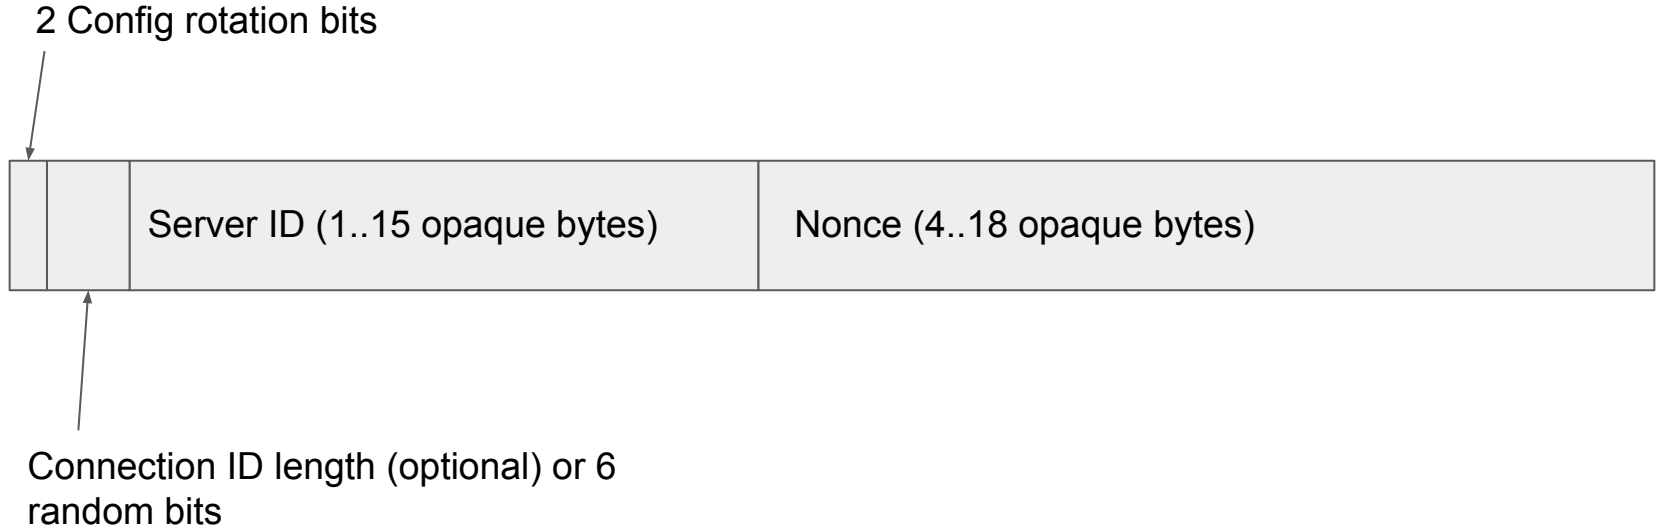 2 Config rotation bits
Server ID (1..15 opaque bytes)
Nonce (4..18 opaque bytes)
Connection ID length (optional) or 6
random bits